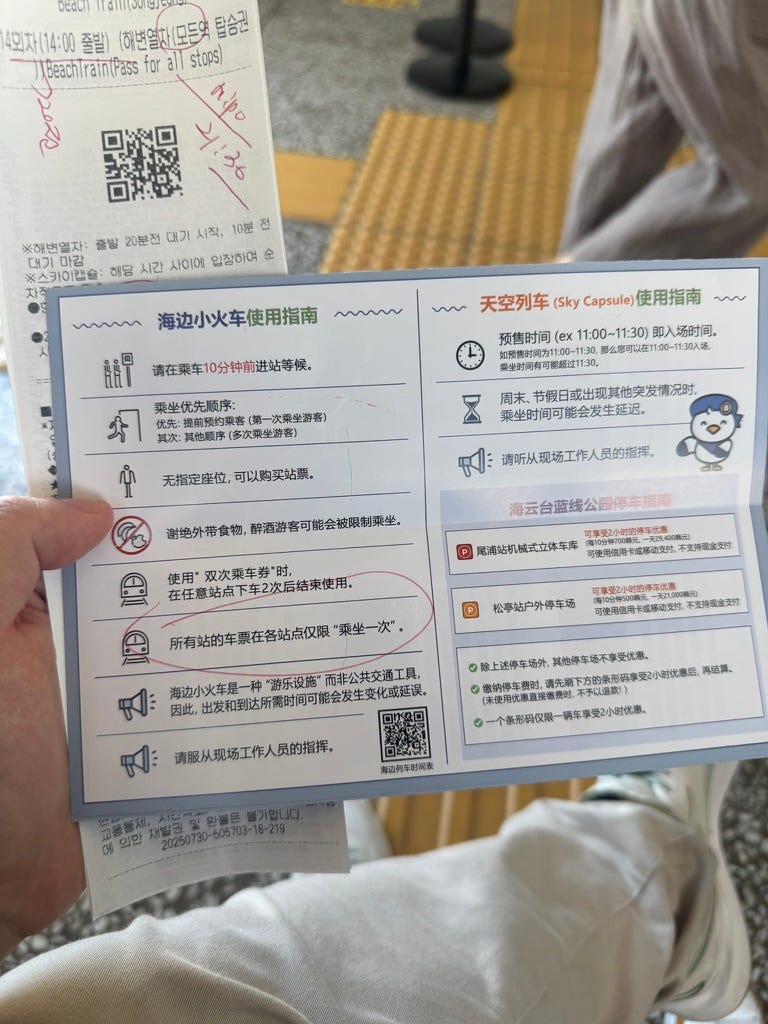 Beach Train(Songjeong)
14회차(14:00 출발) (해변열차(모든역 탑승권
))(BeachTrain(Pass for all stops)
mipo
21:30
※해변열차: 출발 20분전 대기 시작, 10분 전
대기 마감
※스카이캡슐: 해당 시간 사이에 입장하여 순
海边小火车使用指南
请在乘车10分钟前进站等候。
乘坐优先顺序:
优先: 提前预约乘客 (第一次乘坐游客)
其次: 其他顺序 (多次乘坐游客)
无指定座位, 可以购买站票。
谢绝外带食物, 醉酒游客可能会被限制乘坐。
使用" 双次乘车券"时,
在任意站点下车2次后结束使用。
所有站的车票在各站点仅限 “乘坐一次” 。
海边小火车是一种 “游乐设施” 而非公共交通工具,
因此, 出发和到达所需时间可能会发生变化或延误。
请服从现场工作人员的指挥。
海边列车时间表
天空列车 (Sky Capsule)使用指南
预售时间 (ex 11:00~11:30) 即入场时间。
如预售时间为11:00~11:30, 那么您可以在11:00~11:30入场,
乘坐时间有可能超过11:30。
周末、节假日或出现其他突发情况时,
乘坐时间可能会发生延迟。
请听从现场工作人员的指挥。
海云台蓝线公园停车指南
P 尾浦站机械式立体车库
可享受2小时的停车优惠
(每10分钟700韩元, 一天29,400韩元)
可使用信用卡或移动支付, 不支持现金支付
P 松亭站户外停车场
可享受2小时的停车优惠
(每10分钟500韩元, 一天21,000韩元)
可使用信用卡或移动支付, 不支持现金支付
除上述停车场外, 其他停车场不享受优惠。
缴纳停车费时, 请先刷下方的条形码享受2小时优惠后, 再结算。
(未使用优惠直接缴费时, 不予以退款! )
一个条形码仅限一辆车享受2小时优惠。
교통통제, 시간
에 의한 재발권 및 환불은 불가합니다.
20250730-505703-18-219